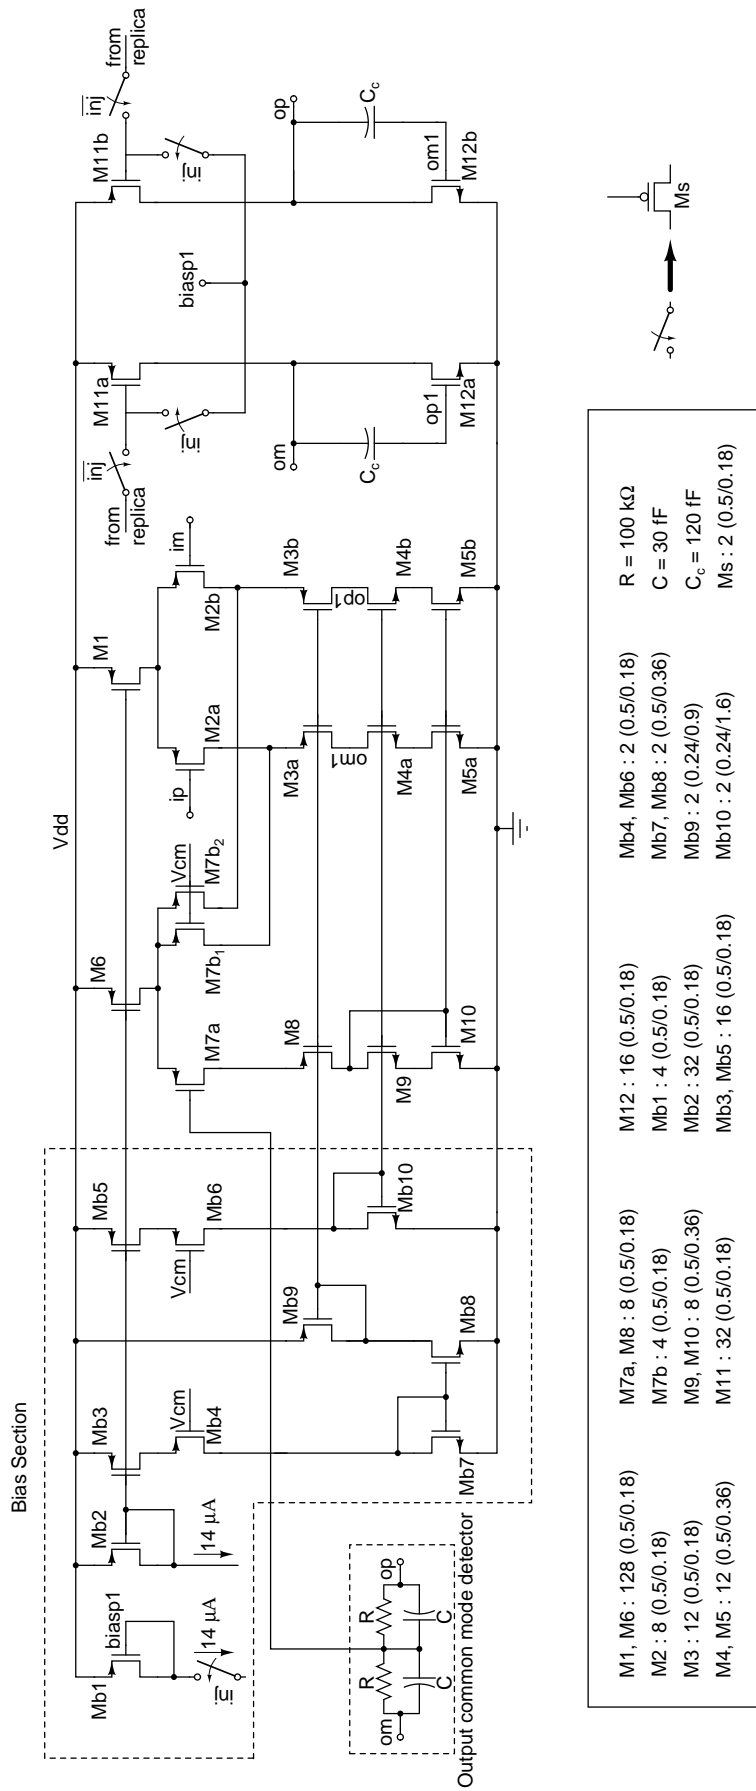 Bias Section
Vdd
Mb1
biasp1
14 μA
inj
Mb2
14 μA
Mb3
Vcm
Mb4
Mb7
Mb8
Mb9
Mb5
Vcm
Mb6
Mb10
om
R
R
op
C
C
Output common mode detector
M6
M7a
M7b1
Vcm
M7b2
M8
M9
M10
M1
ip
M2a
M2b
im
M3a
M3b
om1
op1
M4a
M4b
M5a
M5b
inj
from
replica
M11a
inj
om
Cc
op1
M12a
biasp1
M11b
inj
from
replica
inj
op
Cc
om1
M12b
Ms
M1, M6 : 128 (0.5/0.18)
M2 : 8 (0.5/0.18)
M3 : 12 (0.5/0.18)
M4, M5 : 12 (0.5/0.36)
M7a, M8 : 8 (0.5/0.18)
M7b : 4 (0.5/0.18)
M9, M10 : 8 (0.5/0.36)
M11 : 32 (0.5/0.18)
M12 : 16 (0.5/0.18)
Mb1 : 4 (0.5/0.18)
Mb2 : 32 (0.5/0.18)
Mb3, Mb5 : 16 (0.5/0.18)
Mb4, Mb6 : 2 (0.5/0.18)
Mb7, Mb8 : 2 (0.5/0.36)
Mb9 : 2 (0.24/0.9)
Mb10 : 2 (0.24/1.6)
R = 100 kΩ
C = 30 fF
Cc = 120 fF
Ms : 2 (0.5/0.18)